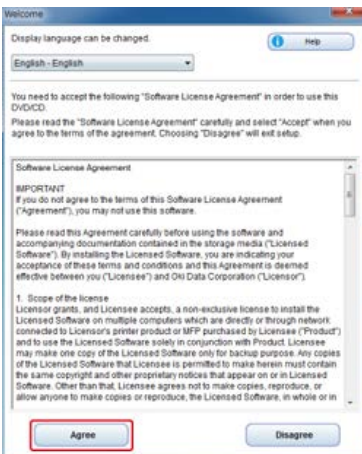 Welcome
Display language can be changed.
Help
English - English
You need to accept the following "Software License Agreement" in order to use this
DVD/CD.
Please read the "Software License Agreement" carefully and select "Accept" when you
agree to the terms of the agreement. Choosing "Disagree" will exit setup.
Software License Agreement
IMPORTANT
If you do not agree to the terms of this Software License Agreement
("Agreement"), you may not use this software.
Please read this Agreement carefully before using the software and
accompanying documentation contained in the storage media ("Licensed
Software"). By installing the Licensed Software, you are indicating your
acceptance of these terms and conditions and this Agreement is deemed
effective between you ("Licensee") and Oki Data Corporation ("Licensor").
1. Scope of the license
Licensor grants, and Licensee accepts, a non-exclusive license to install the
Licensed Software on multiple computers which are directly or through network
connected to Licensor's printer product or MFP purchased by Licensee ("Product")
and to use the Licensed Software solely in conjunction with Product. Licensee
may make one copy of the Licensed Software only for backup purpose. Any copies
of the Licensed Software that Licensee is permitted to make herein must contain
the same copyright and other proprietary notices that appear on or in Licensed
Software. Other than that, Licensee agrees not to make copies, reproduce, or
allow anyone to make copies or reproduce, the Licensed Software, in whole or in
Agree
Disagree